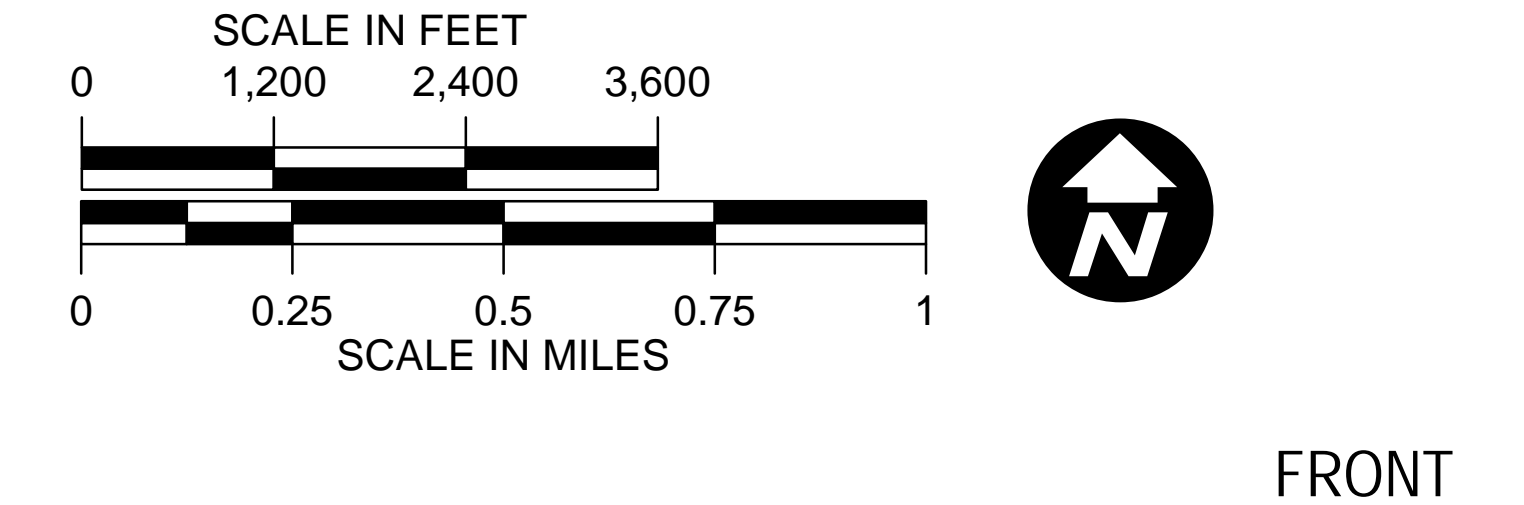 SCALE IN FEET
0 1,200 2,400 3,600
N
0 0.25 0.5 0.75 1
SCALE IN MILES
FRONT